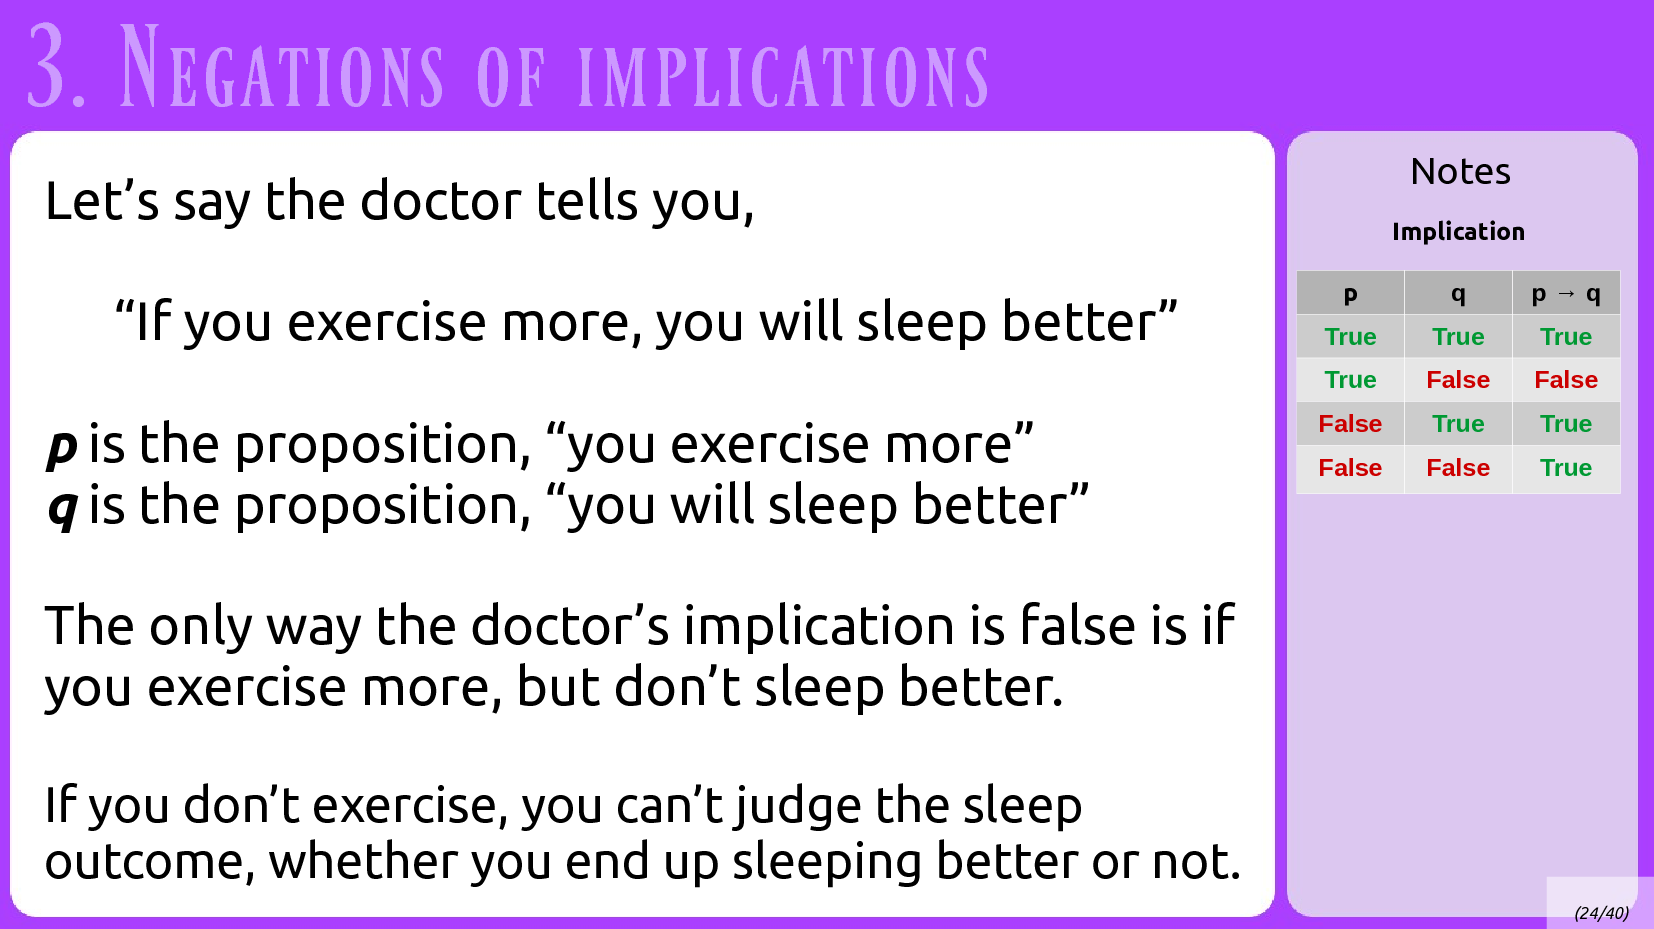 3. Negations of implications
Let’s say the doctor tells you,
“If you exercise more, you will sleep better”
p is the proposition, “you exercise more”
q is the proposition, “you will sleep better”
The only way the doctor’s implication is false is if
you exercise more, but don’t sleep better.
If you don’t exercise, you can’t judge the sleep
outcome, whether you end up sleeping better or not.
Notes
Implication
p q p → q
True True True
True False False
False True True
False False True
(24/40)